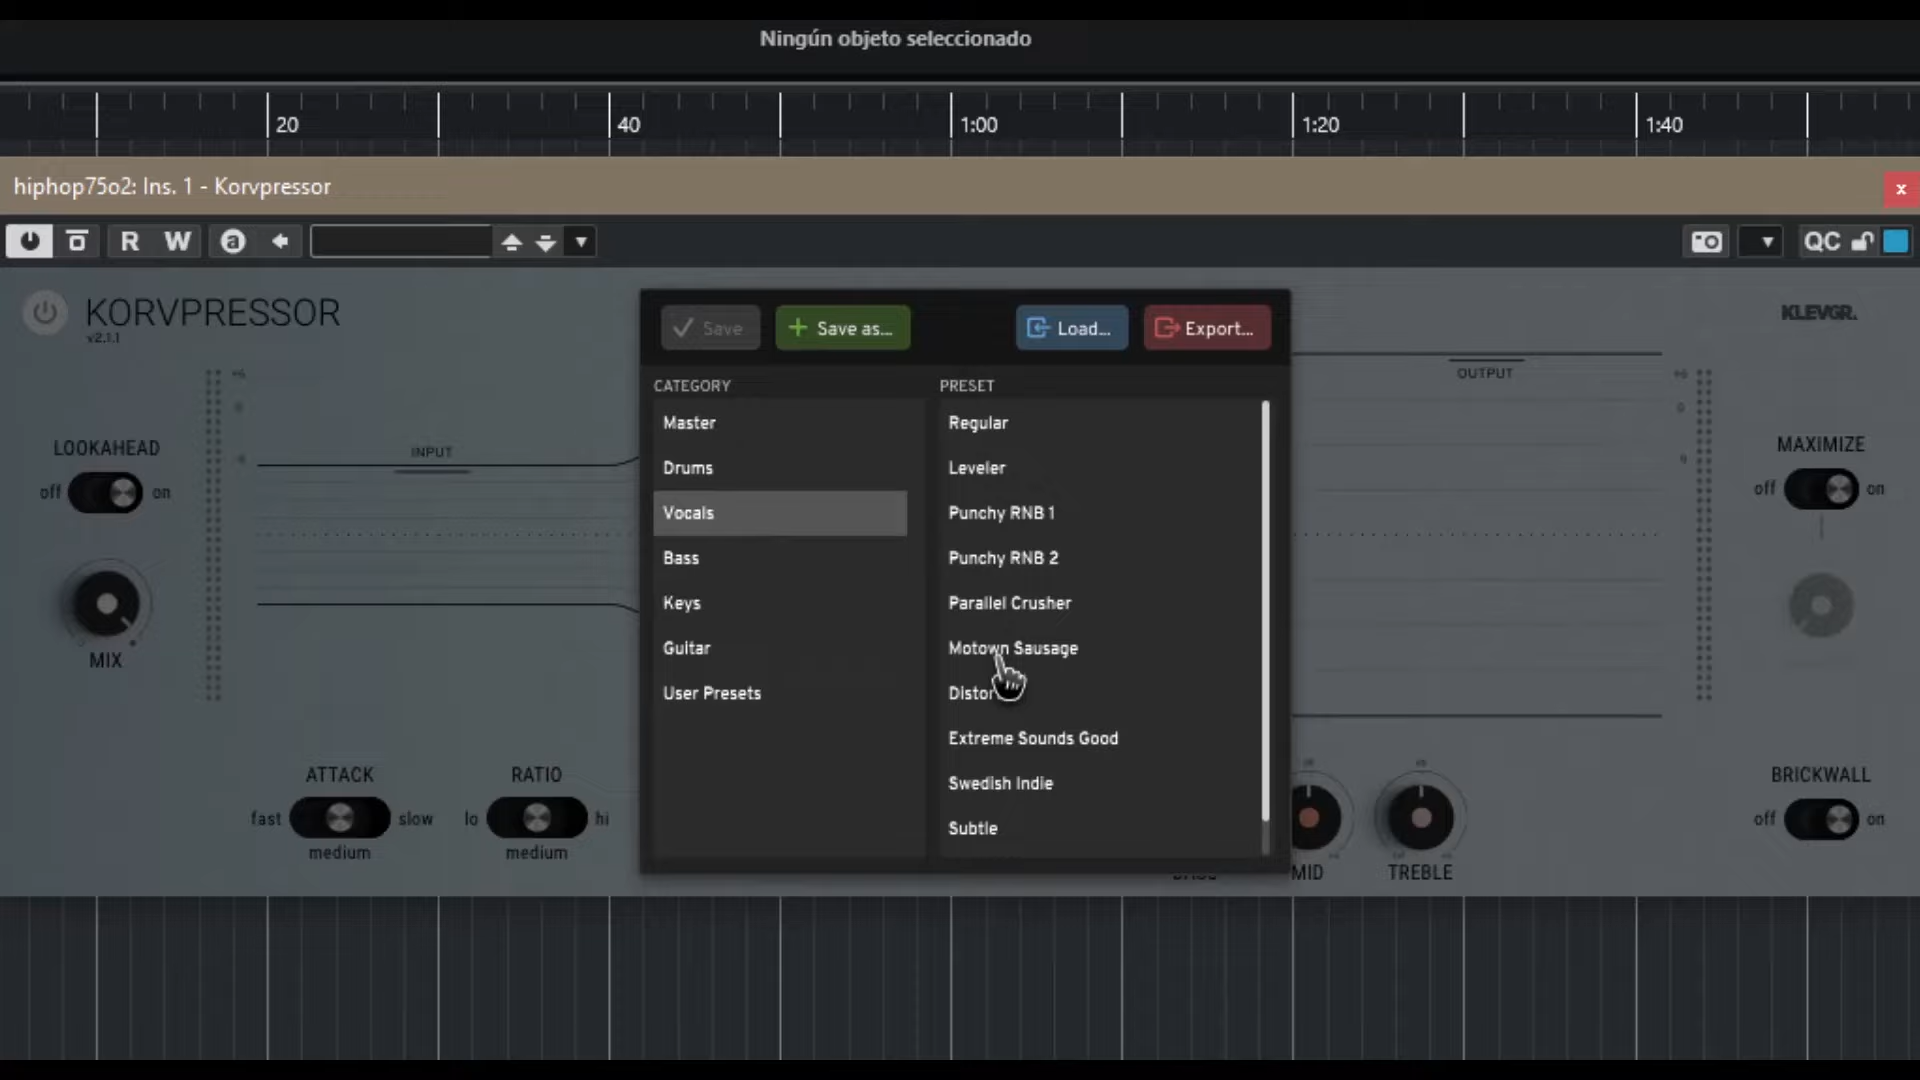 Ningún objeto seleccionado
20 40 1:00 1:20 1:40
hiphop75o2: Ins. 1 - Korvpressor
x
R W a QC
KORVPRESSOR
v2.1.1
KLEVGR.
Save Save as... Load... Export...
CATEGORY PRESET
Master
Drums
Vocals
Bass
Keys
Guitar
User Presets
Regular
Leveler
Punchy RNB 1
Punchy RNB 2
Parallel Crusher
Motown Sausage
Distor
Extreme Sounds Good
Swedish Indie
Subtle
LOOKAHEAD
off on
MIX
INPUT
OUTPUT
MAXIMIZE
off on
ATTACK
fast slow
medium
RATIO
lo hi
medium
MID
TREBLE
BRICKWALL
off on